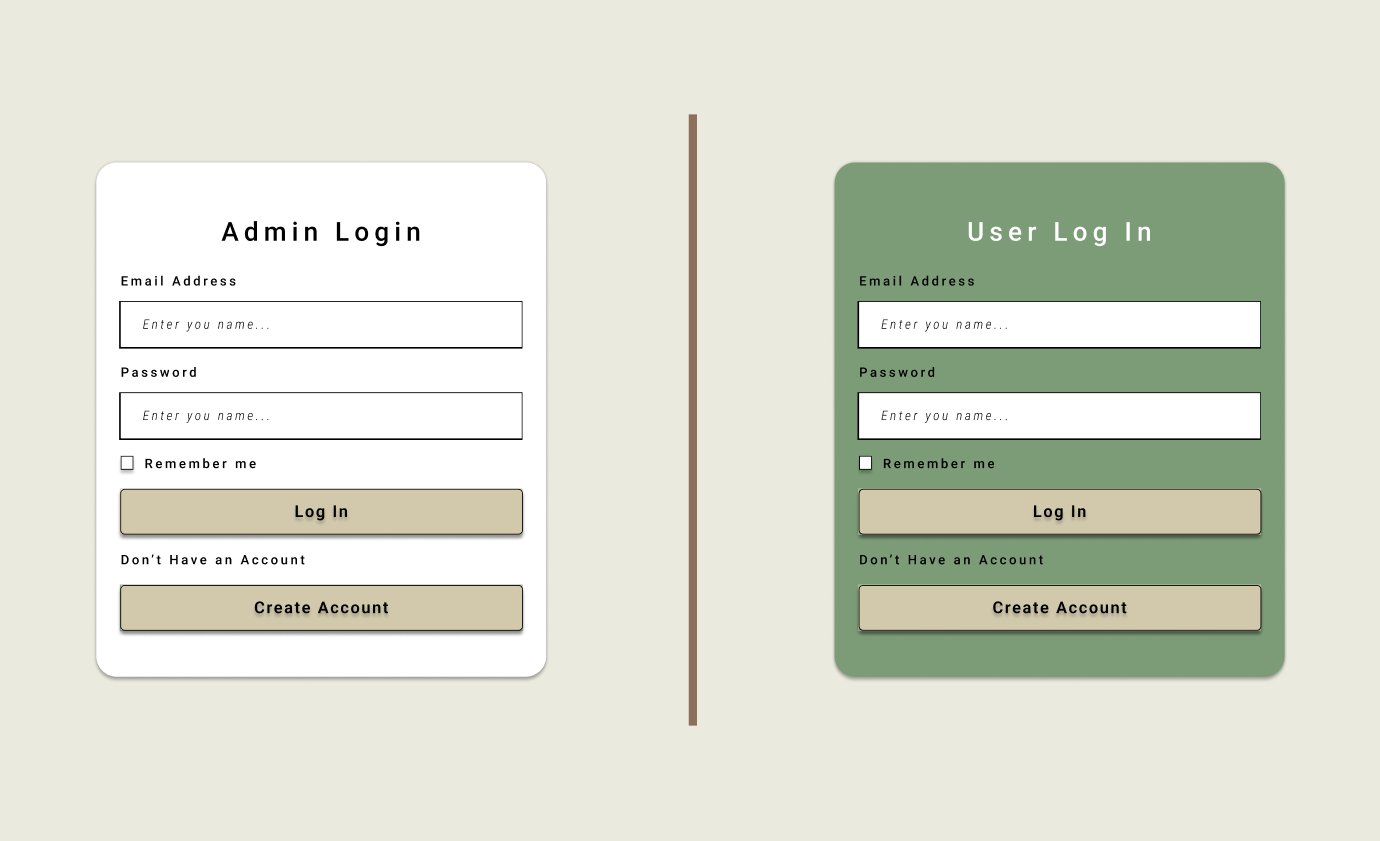 Admin Login
Email Address
Enter you name...
Password
Enter you name...
Remember me
Log In
Don’t Have an Account
Create Account
User Log In
Email Address
Enter you name...
Password
Enter you name...
Remember me
Log In
Don’t Have an Account
Create Account